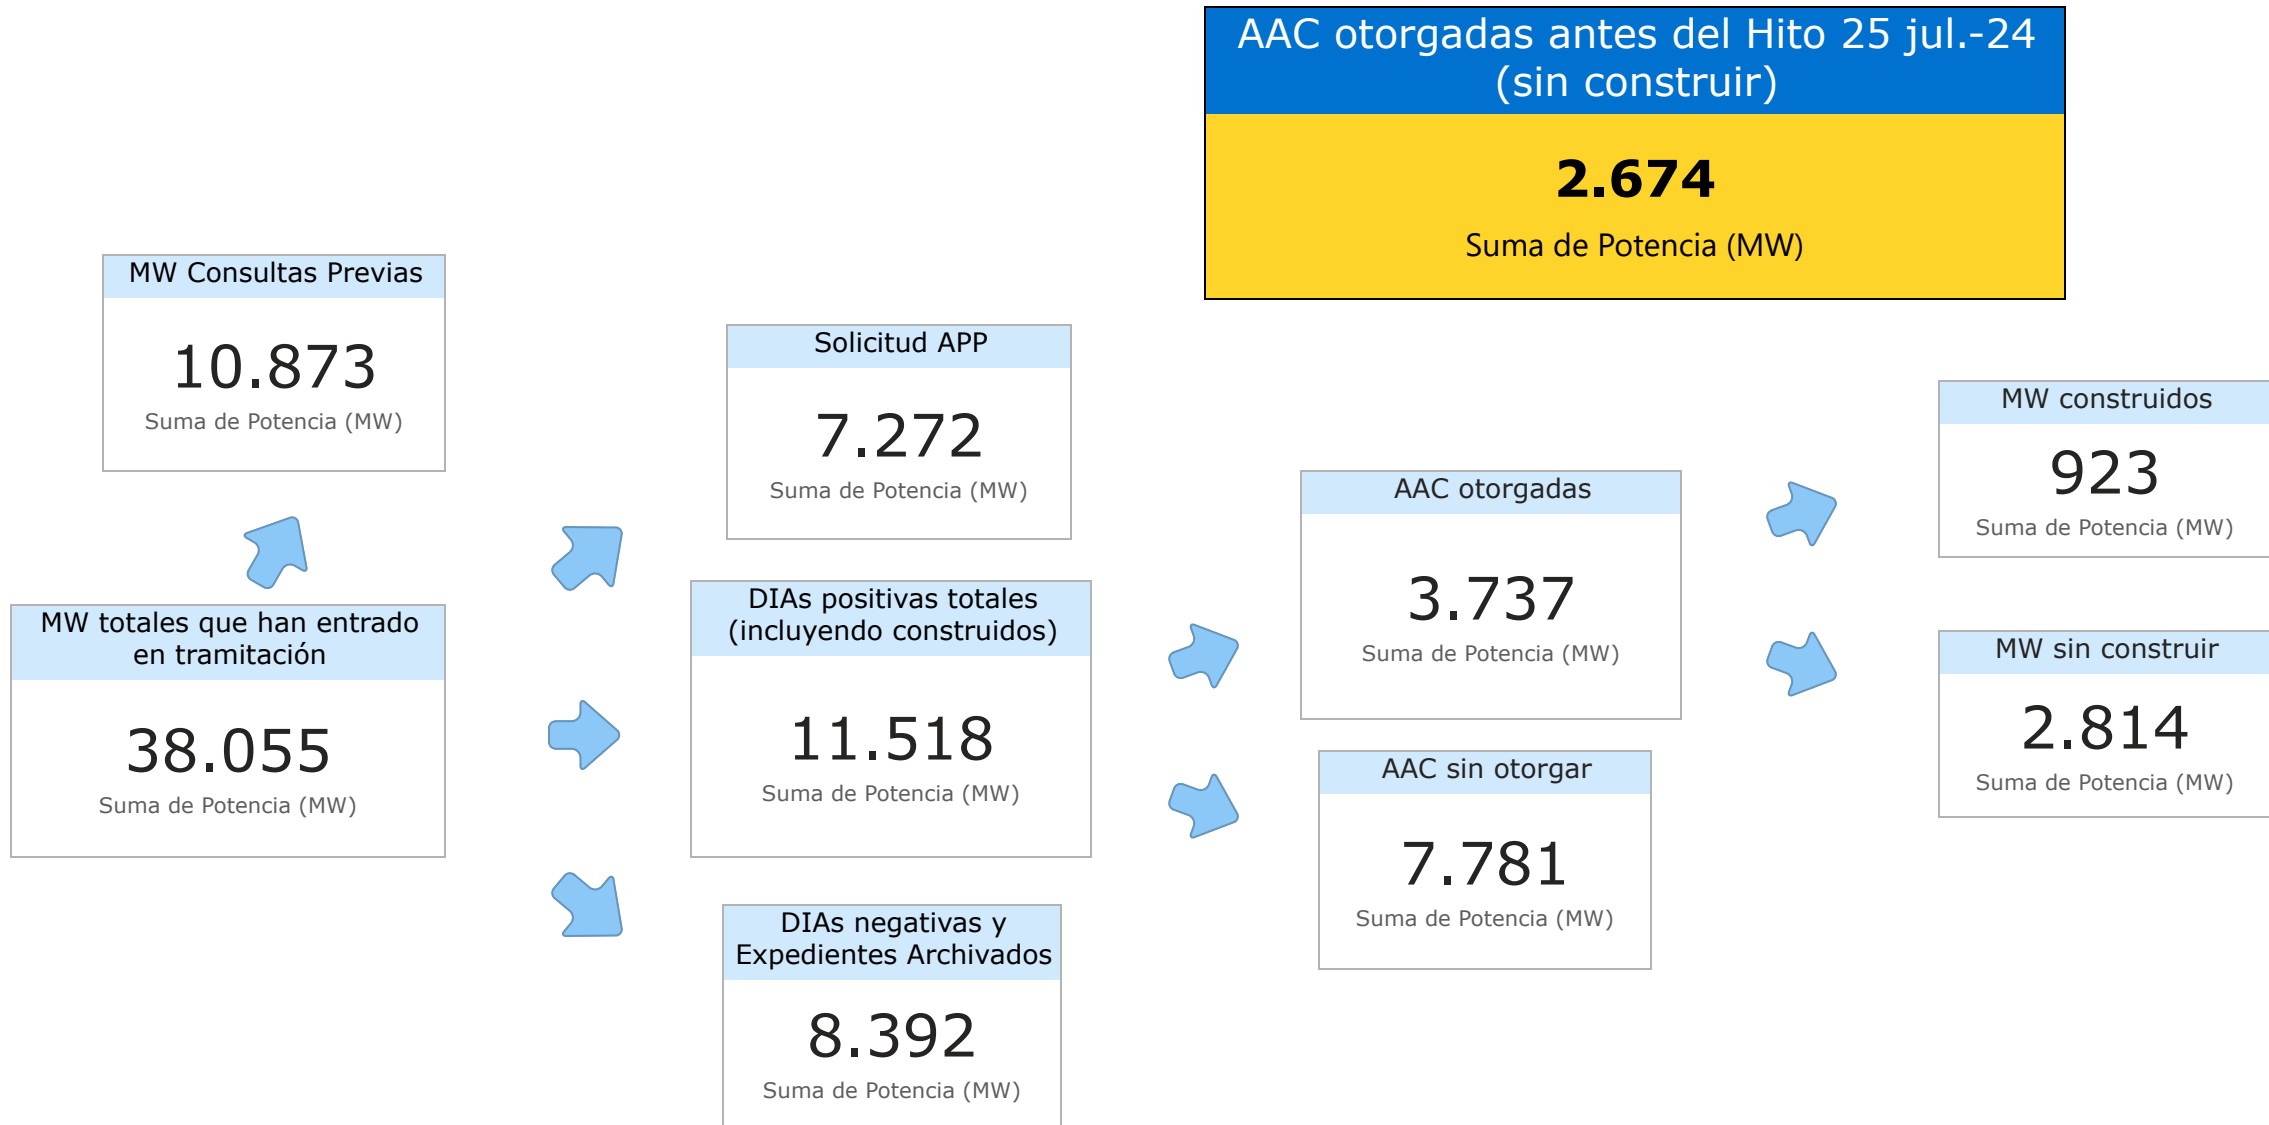 AAC otorgadas antes del Hito 25 jul.-24
(sin construir)
2.674
Suma de Potencia (MW)
MW Consultas Previas
10.873
Suma de Potencia (MW)
MW totales que han entrado
en tramitación
38.055
Suma de Potencia (MW)
Solicitud APP
7.272
Suma de Potencia (MW)
DIAs positivas totales
(incluyendo construidos)
11.518
Suma de Potencia (MW)
DIAs negativas y
Expedientes Archivados
8.392
Suma de Potencia (MW)
AAC otorgadas
3.737
Suma de Potencia (MW)
AAC sin otorgar
7.781
Suma de Potencia (MW)
MW construidos
923
Suma de Potencia (MW)
MW sin construir
2.814
Suma de Potencia (MW)